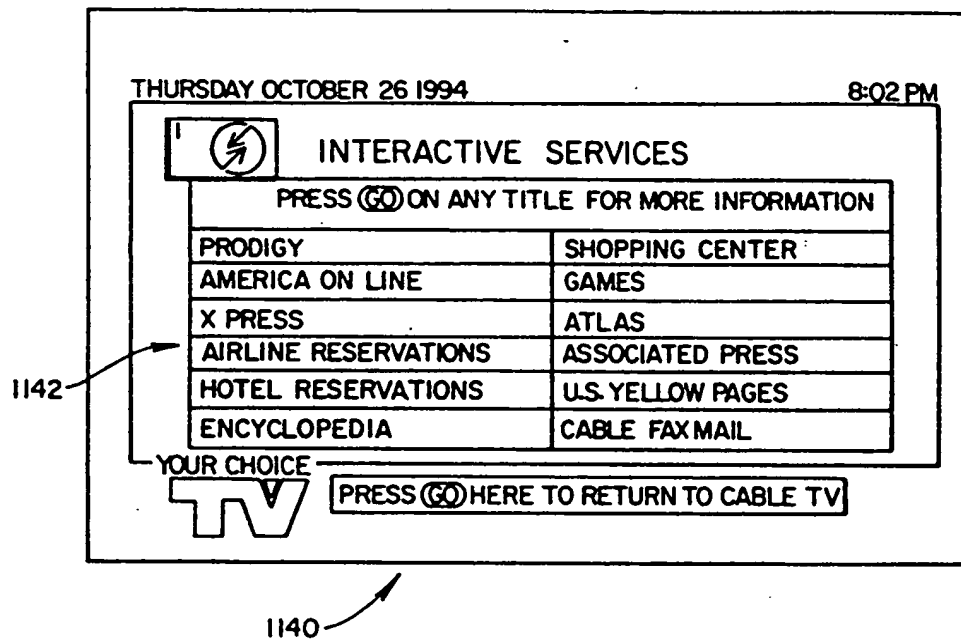 THURSDAY OCTOBER 26 1994 8:02 PM
1 INTERACTIVE SERVICES
PRESS GO ON ANY TITLE FOR MORE INFORMATION
PRODIGY SHOPPING CENTER
AMERICA ON LINE GAMES
X PRESS ATLAS
AIRLINE RESERVATIONS ASSOCIATED PRESS
1142
HOTEL RESERVATIONS U.S. YELLOW PAGES
ENCYCLOPEDIA CABLE FAX MAIL
YOUR CHOICE
TV PRESS GO HERE TO RETURN TO CABLE TV
1140